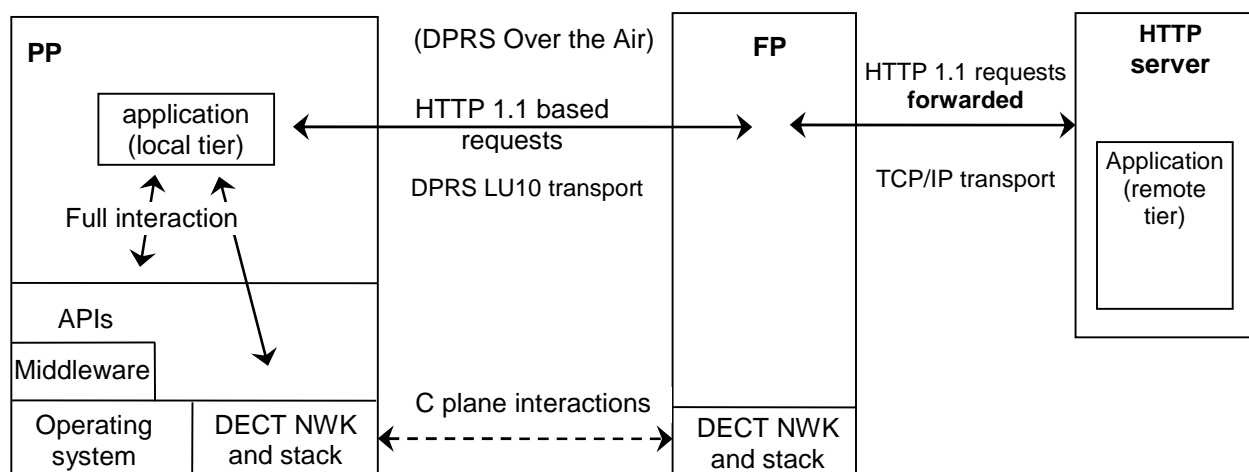 PP
(DPRS Over the Air)
FP
HTTP
server
HTTP 1.1 requests
forwarded
application
(local tier)
HTTP 1.1 based
requests
DPRS LU10 transport
TCP/IP transport
Application
(remote
tier)
Full interaction
APIs
Middleware
Operating
system
DECT NWK
and stack
C plane interactions
DECT NWK
and stack